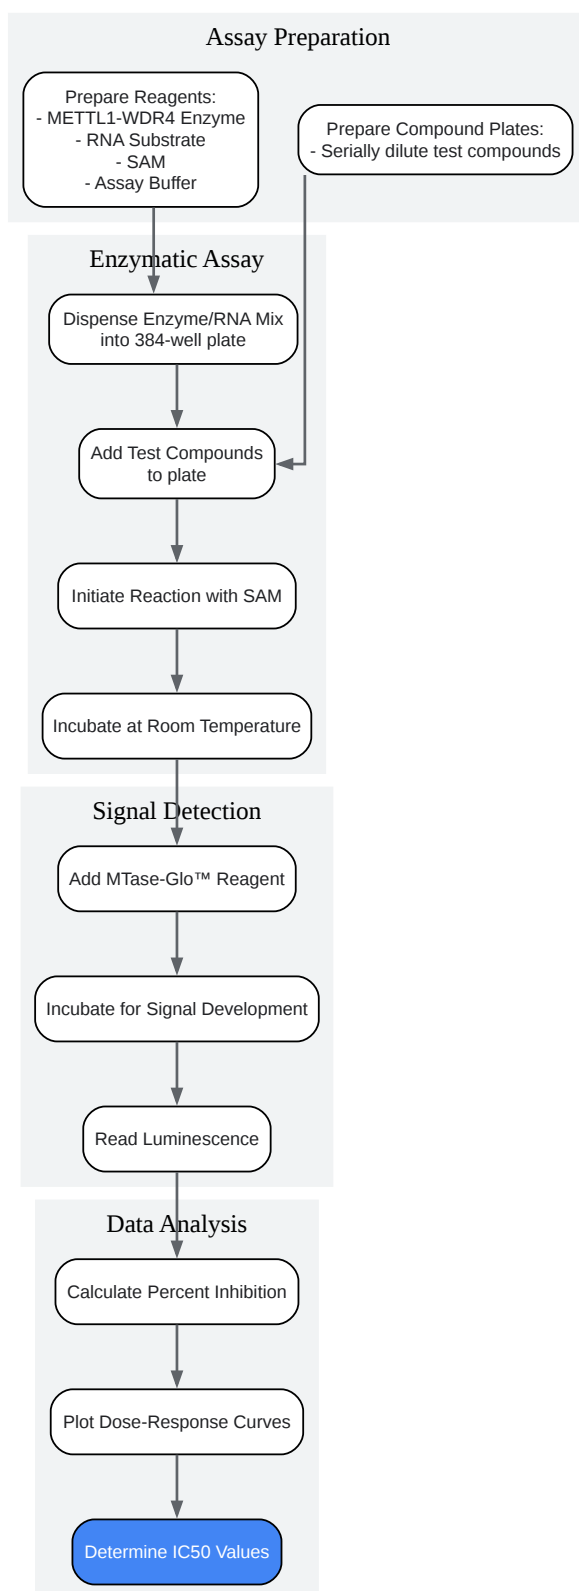 Assay Preparation
Prepare Reagents:
- METTL1-WDR4 Enzyme
- RNA Substrate
- SAM
- Assay Buffer
Prepare Compound Plates:
- Serially dilute test compounds
Enzymatic Assay
Dispense Enzyme/RNA Mix
into 384-well plate
Add Test Compounds
to plate
Initiate Reaction with SAM
Incubate at Room Temperature
Signal Detection
Add MTase-Glo™ Reagent
Incubate for Signal Development
Read Luminescence
Data Analysis
Calculate Percent Inhibition
Plot Dose-Response Curves
Determine IC50 Values